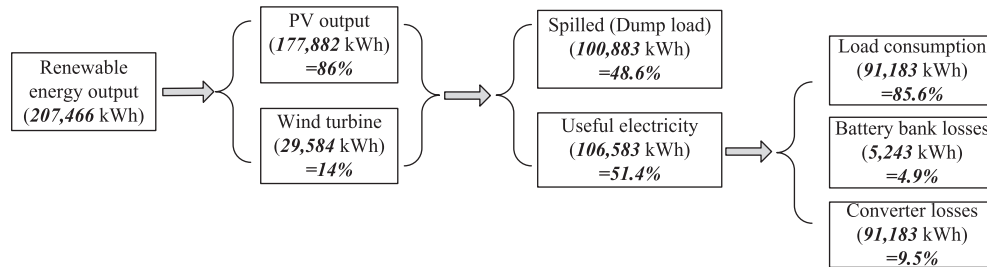 Renewable
energy output
(207,466 kWh)
PV output
(177,882 kWh)
=86%
Wind turbine
(29,584 kWh)
=14%
Spilled (Dump load)
(100,883 kWh)
=48.6%
Useful electricity
(106,583 kWh)
=51.4%
Load consumption
(91,183 kWh)
=85.6%
Battery bank losses
(5,243 kWh)
=4.9%
Converter losses
(91,183 kWh)
=9.5%